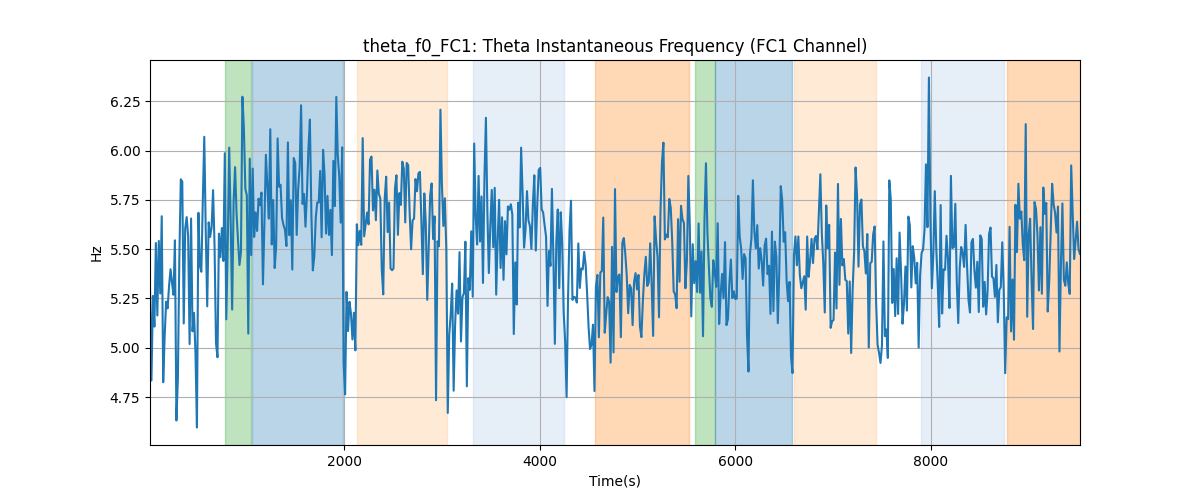 theta_f0_FC1: Theta Instantaneous Frequency (FC1 Channel)
6.25
6.00
5.75
5.50
5.25
5.00
4.75
Hz
2000 4000 6000 8000
Time(s)